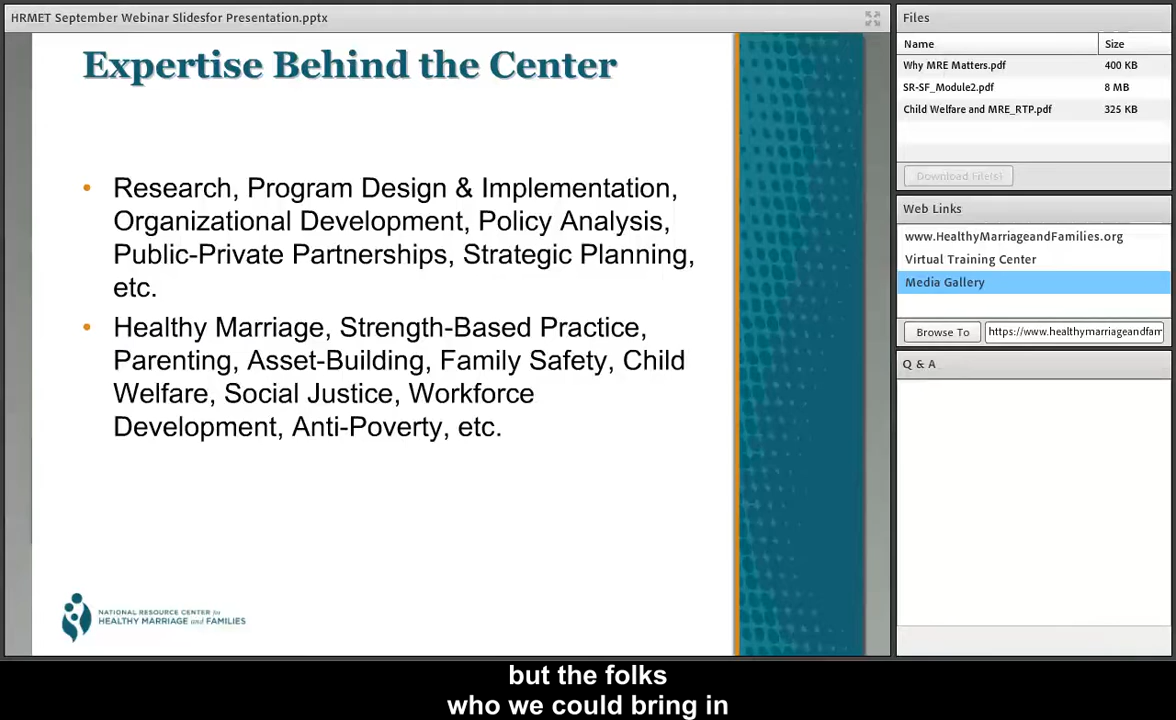 HRMET September Webinar Slidesfor Presentation.pptx
Expertise Behind the Center
• Research, Program Design & Implementation,
Organizational Development, Policy Analysis,
Public-Private Partnerships, Strategic Planning,
etc.
• Healthy Marriage, Strength-Based Practice,
Parenting, Asset-Building, Family Safety, Child
Welfare, Social Justice, Workforce
Development, Anti-Poverty, etc.
NATIONAL RESOURCE CENTER for
HEALTHY MARRIAGE and FAMILIES
Files
Name Size
Why MRE Matters.pdf 400 KB
SR-SF_Module2.pdf 8 MB
Child Welfare and MRE_RTP.pdf 325 KB
Download File(s)
Web Links
www.HealthyMarriageandFamilies.org
Virtual Training Center
Media Gallery
Browse To https://www.healthymarriageandfam
Q & A
but the folks
who we could bring in